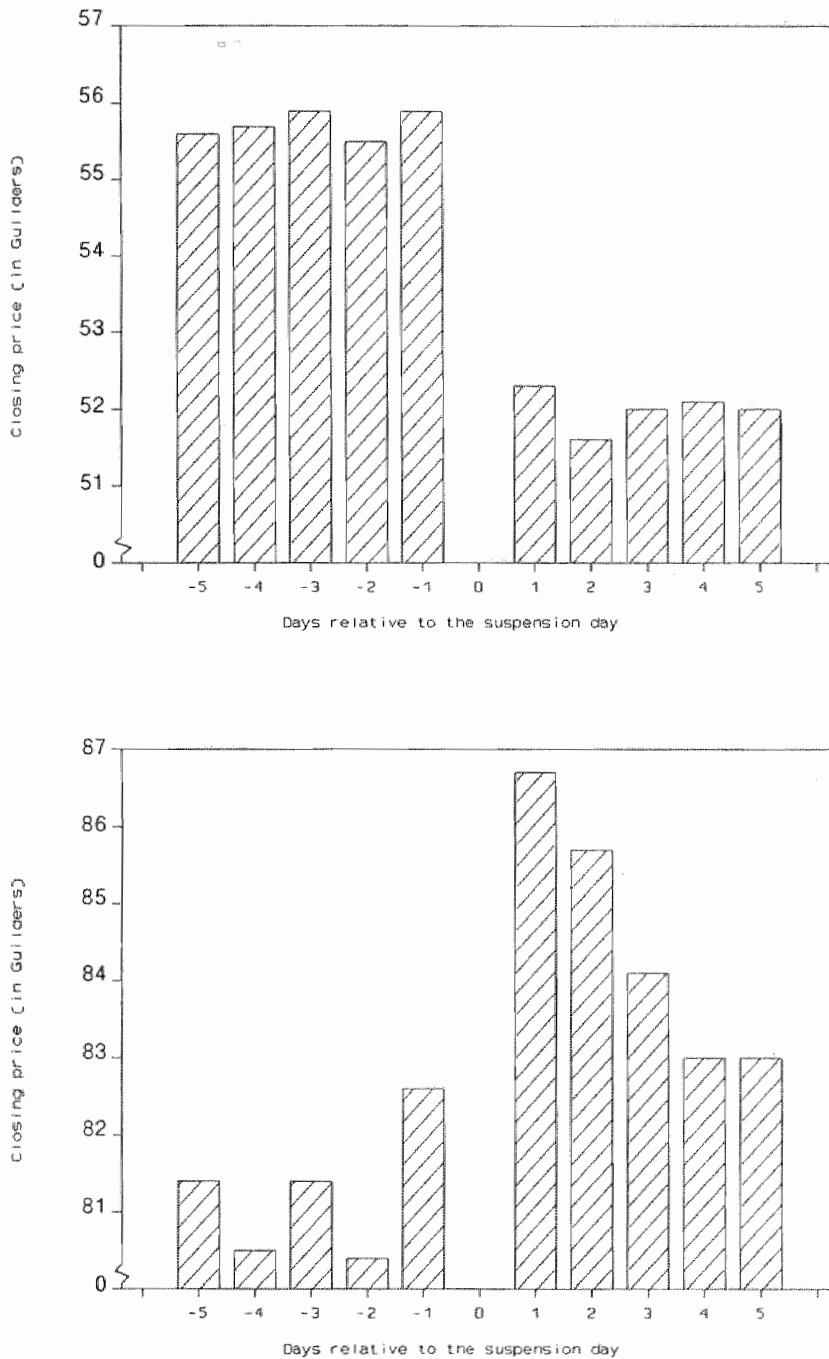 57
56
55
54
53
52
51
0
Closing price (in Guilders)
-5 -4 -3 -2 -1 0 1 2 3 4 5
Days relative to the suspension day
87
86
85
84
83
82
81
0
Closing price (in Guilders)
-5 -4 -3 -2 -1 0 1 2 3 4 5
Days relative to the suspension day